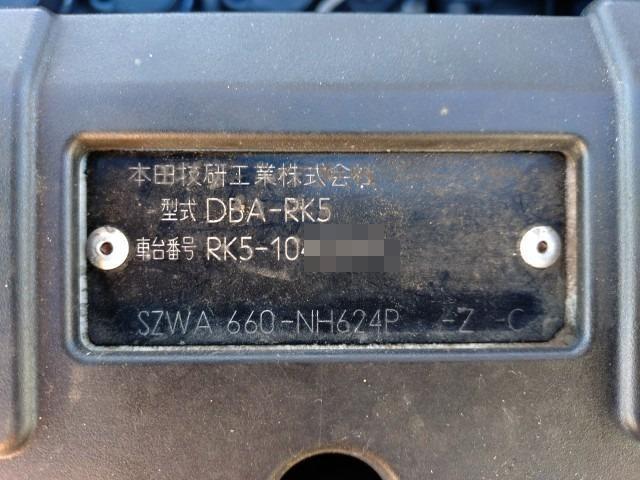 本田技研工業株式会社
型式 DBA-RK5
車台番号 RK5-104
SZWA 660-NH624P -Z -C